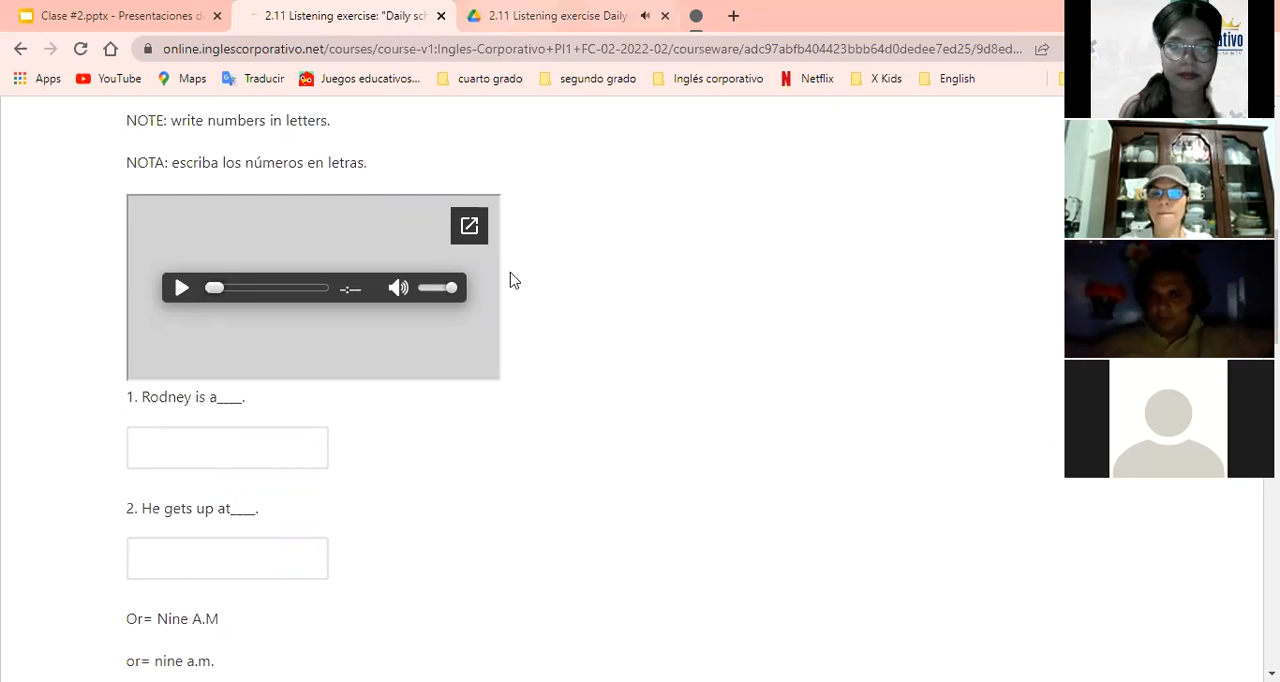 Clase #2.pptx - Presentaciones d
2.11 Listening exercise: "Daily sch
2.11 Listening exercise Daily
online.inglescorporativo.net/courses/course-v1:Ingles-Corporativo+PI1+FC-02-2022-02/courseware/adc97abfb404423bbb64d0dedee7ed25/9d8ed...
Apps YouTube Maps Traducir Juegos educativos... cuarto grado segundo grado Inglés corporativo Netflix X Kids English
ativo
NOTE: write numbers in letters.
NOTA: escriba los números en letras.
-:--
1. Rodney is a____.
2. He gets up at____.
Or= Nine A.M
or= nine a.m.